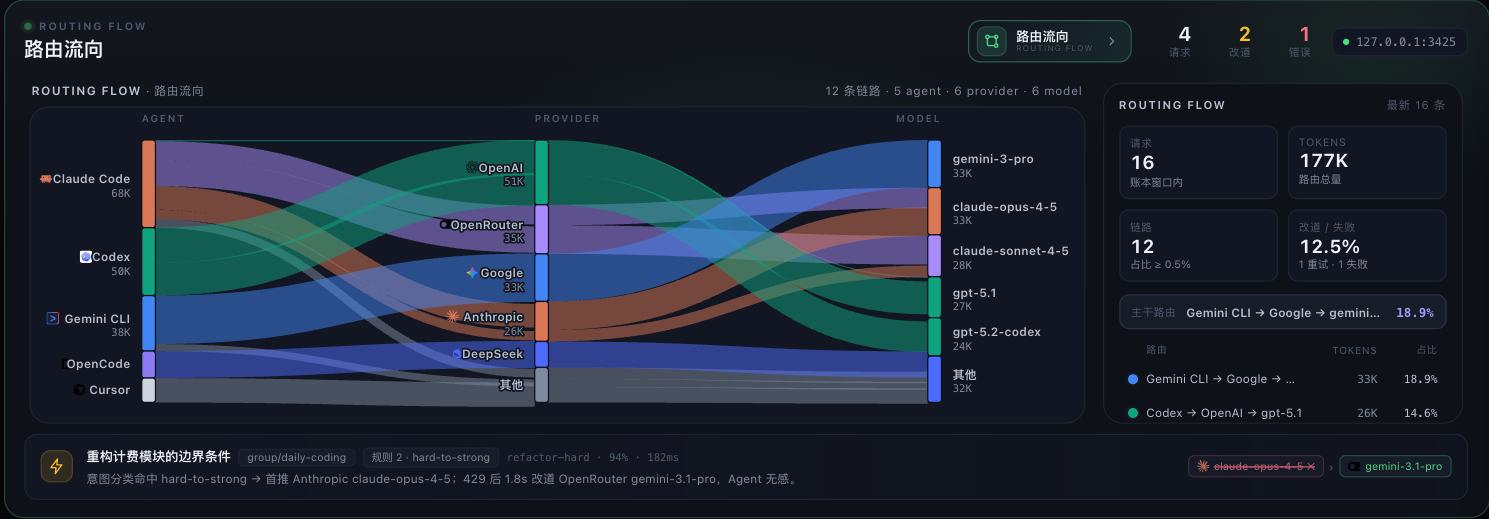 ROUTING FLOW
路由流向
路由流向
ROUTING FLOW
4
请求
2
改道
1
错误
127.0.0.1:3425
ROUTING FLOW · 路由流向
12 条链路 · 5 agent · 6 provider · 6 model
AGENT
PROVIDER
MODEL
Claude Code
68K
Codex
50K
Gemini CLI
38K
OpenCode
Cursor
OpenAI
51K
OpenRouter
35K
Google
33K
Anthropic
26K
DeepSeek
其他
gemini-3-pro
33K
claude-opus-4-5
33K
claude-sonnet-4-5
28K
gpt-5.1
27K
gpt-5.2-codex
24K
其他
32K
ROUTING FLOW
最新 16 条
请求
16
账本窗口内
TOKENS
177K
路由总量
链路
12
占比 ≥ 0.5%
改道 / 失败
12.5%
1 重试 · 1 失败
主干路由 Gemini CLI → Google → gemini... 18.9%
路由 TOKENS 占比
Gemini CLI → Google → ... 33K 18.9%
Codex → OpenAI → gpt-5.1 26K 14.6%
重构计费模块的边界条件 group/daily-coding 规则 2 · hard-to-strong refactor-hard · 94% · 182ms
意图分类命中 hard-to-strong → 首推 Anthropic claude-opus-4-5；429 后 1.8s 改道 OpenRouter gemini-3.1-pro，Agent 无感。
claude-opus-4-5 ✕ › gemini-3.1-pro